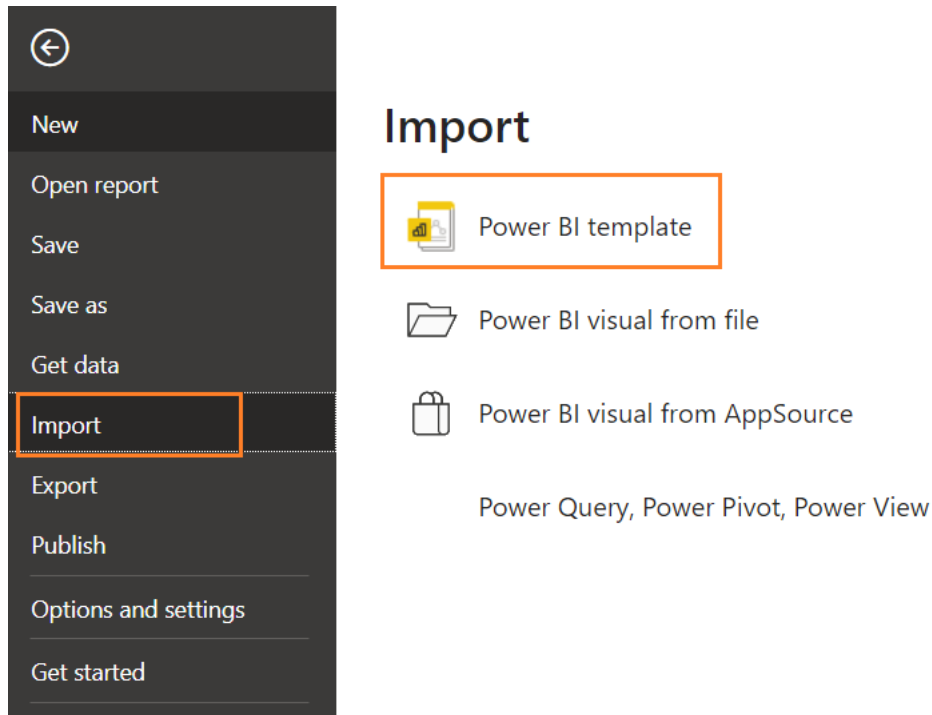 New
Open report
Save
Save as
Get data
Import
Export
Publish
Options and settings
Get started
Import
Power BI template
Power BI visual from file
Power BI visual from AppSource
Power Query, Power Pivot, Power View